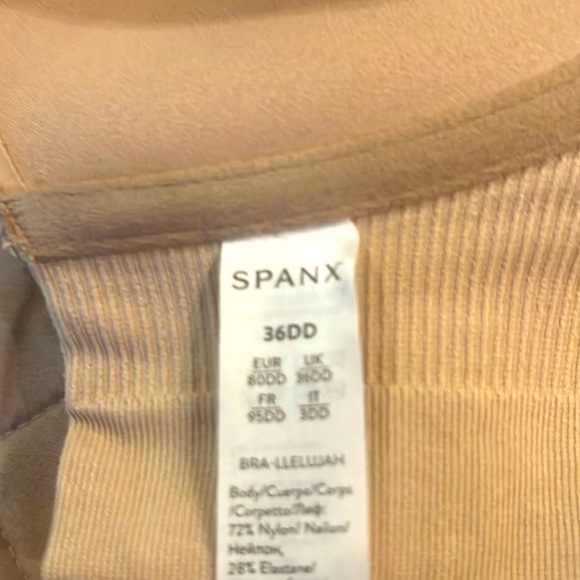 SPANX
36DD
EUR UK
80DD 36DD
FR IT
95DD 3DD
BRA-LLELUJAH
Body/Cuerpo/Corps
/Corpetto/Лиф:
72% Nylon/ Nailon/
Нейлон,
28% Elastane/